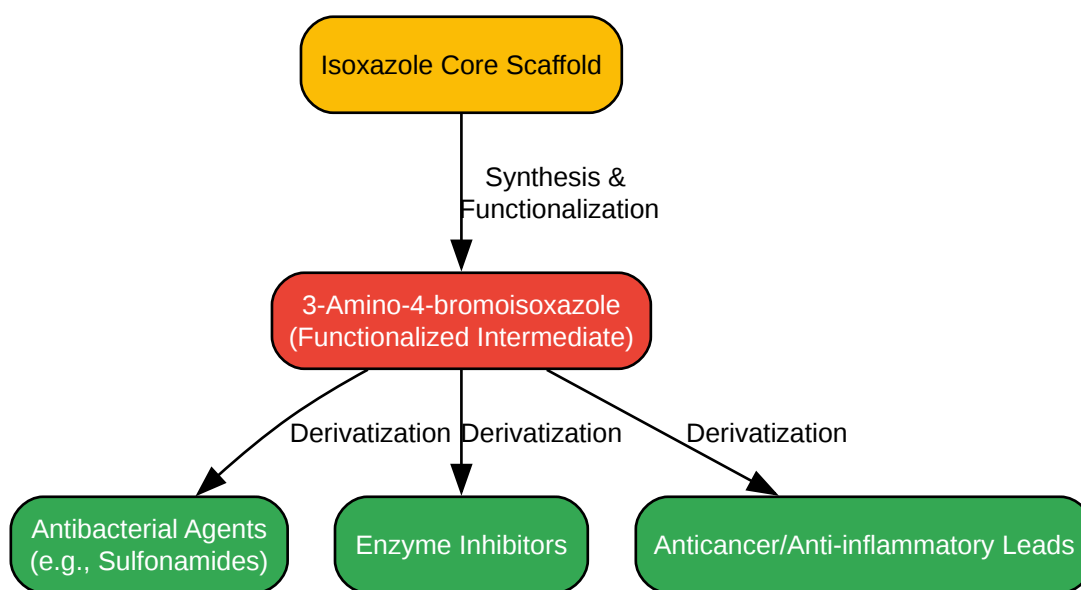 Isoxazole Core Scaffold
Synthesis &
Functionalization
3-Amino-4-bromoisoxazole
(Functionalized Intermediate)
Derivatization
Derivatization
Derivatization
Antibacterial Agents
(e.g., Sulfonamides)
Enzyme Inhibitors
Anticancer/Anti-inflammatory Leads